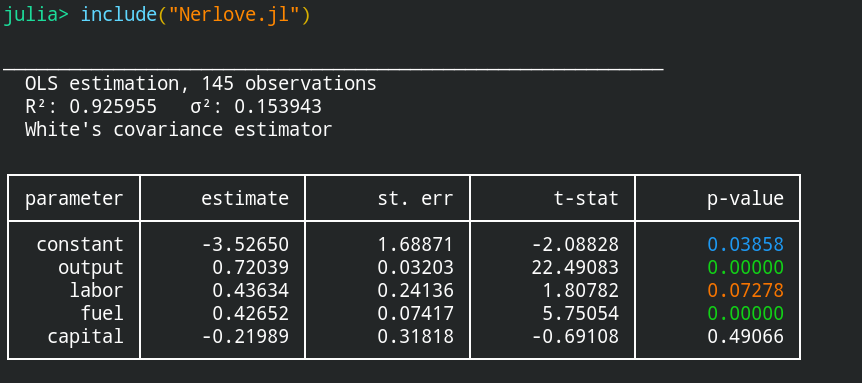 julia> include("Nerlove.jl")
OLS estimation, 145 observations
R²: 0.925955 σ²: 0.153943
White's covariance estimator
parameter estimate st. err t-stat p-value
constant -3.52650 1.68871 -2.08828 0.03858
output 0.72039 0.03203 22.49083 0.00000
labor 0.43634 0.24136 1.80782 0.07278
fuel 0.42652 0.07417 5.75054 0.00000
capital -0.21989 0.31818 -0.69108 0.49066